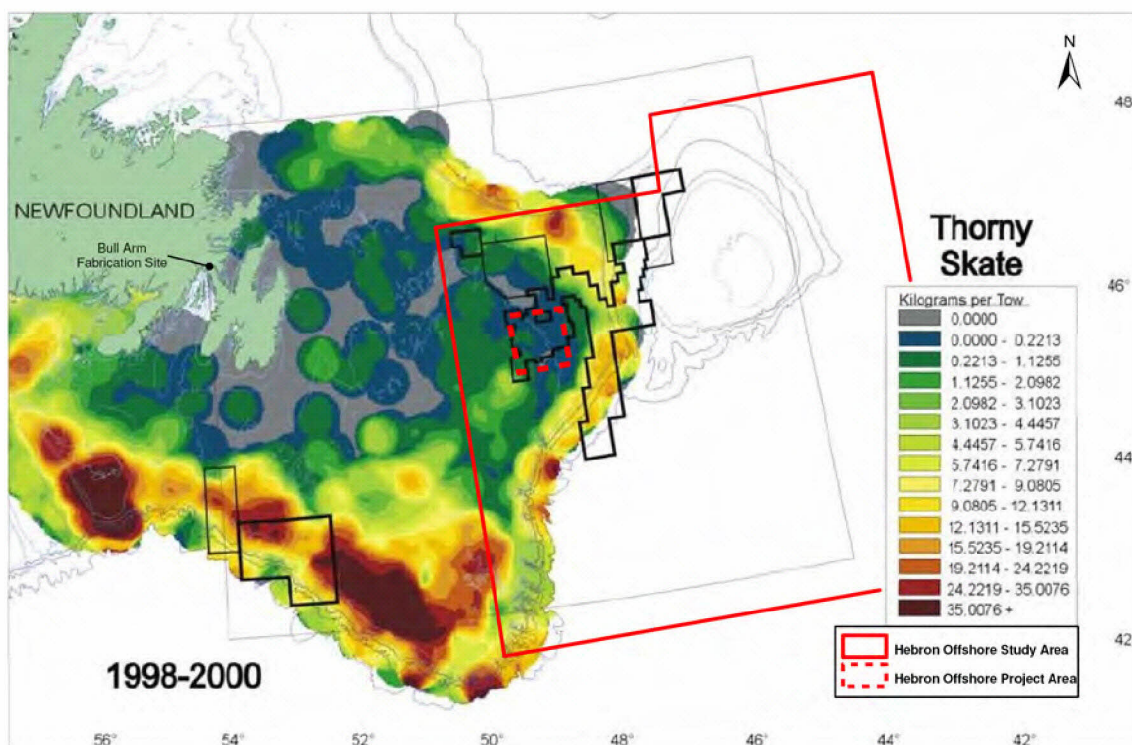 N
48
NEWFOUNDLAND
Bull Arm
Fabrication Site
Thorny
Skate
46°
Kilograms per Tow
0.0000
0.0000 - 0.2213
0.2213 - 1.1255
1.1255 - 2.0982
2.0982 - 3.1023
3.1023 - 4.4457
4.4457 - 5.7416
5.7416 - 7.2791
7.2791 - 9.0805
9.0805 - 12.1311
12.1311 - 15.5235
15.5235 - 19.2114
19.2114 - 24.2219
24.2219 - 35.0076
35.0076 +
44
42
Hebron Offshore Study Area
Hebron Offshore Project Area
1998-2000
56°
54°
52°
50°
48°
46°
44°
42°